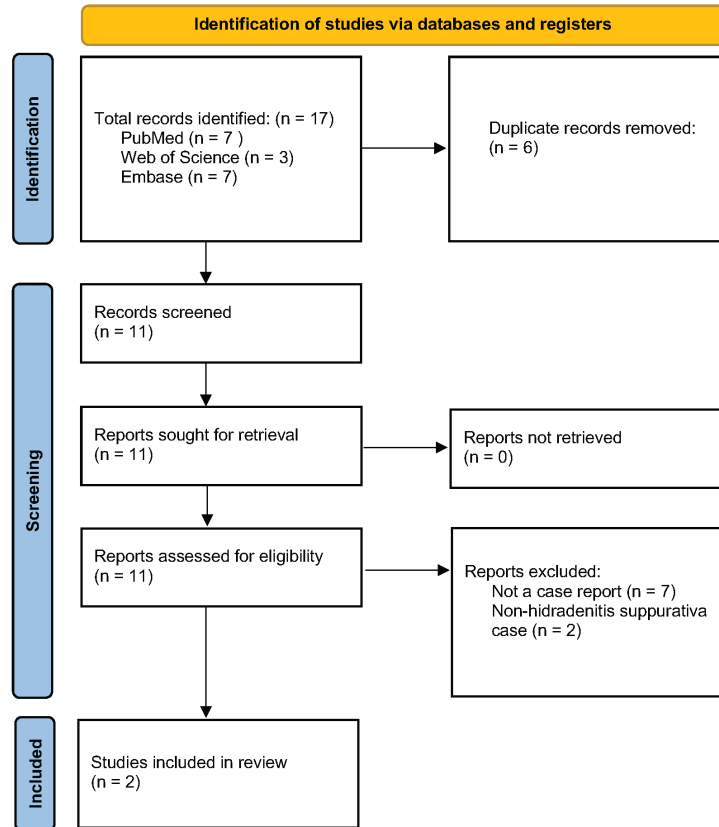 Identification of studies via databases and registers
Identification
Total records identified: (n = 17)
PubMed (n = 7 )
Web of Science (n = 3)
Embase (n = 7)
Duplicate records removed:
(n = 6)
Screening
Records screened
(n = 11)
Reports sought for retrieval
(n = 11)
Reports not retrieved
(n = 0)
Reports assessed for eligibility
(n = 11)
Reports excluded:
Not a case report (n = 7)
Non-hidradenitis suppurativa
case (n = 2)
Included
Studies included in review
(n = 2)